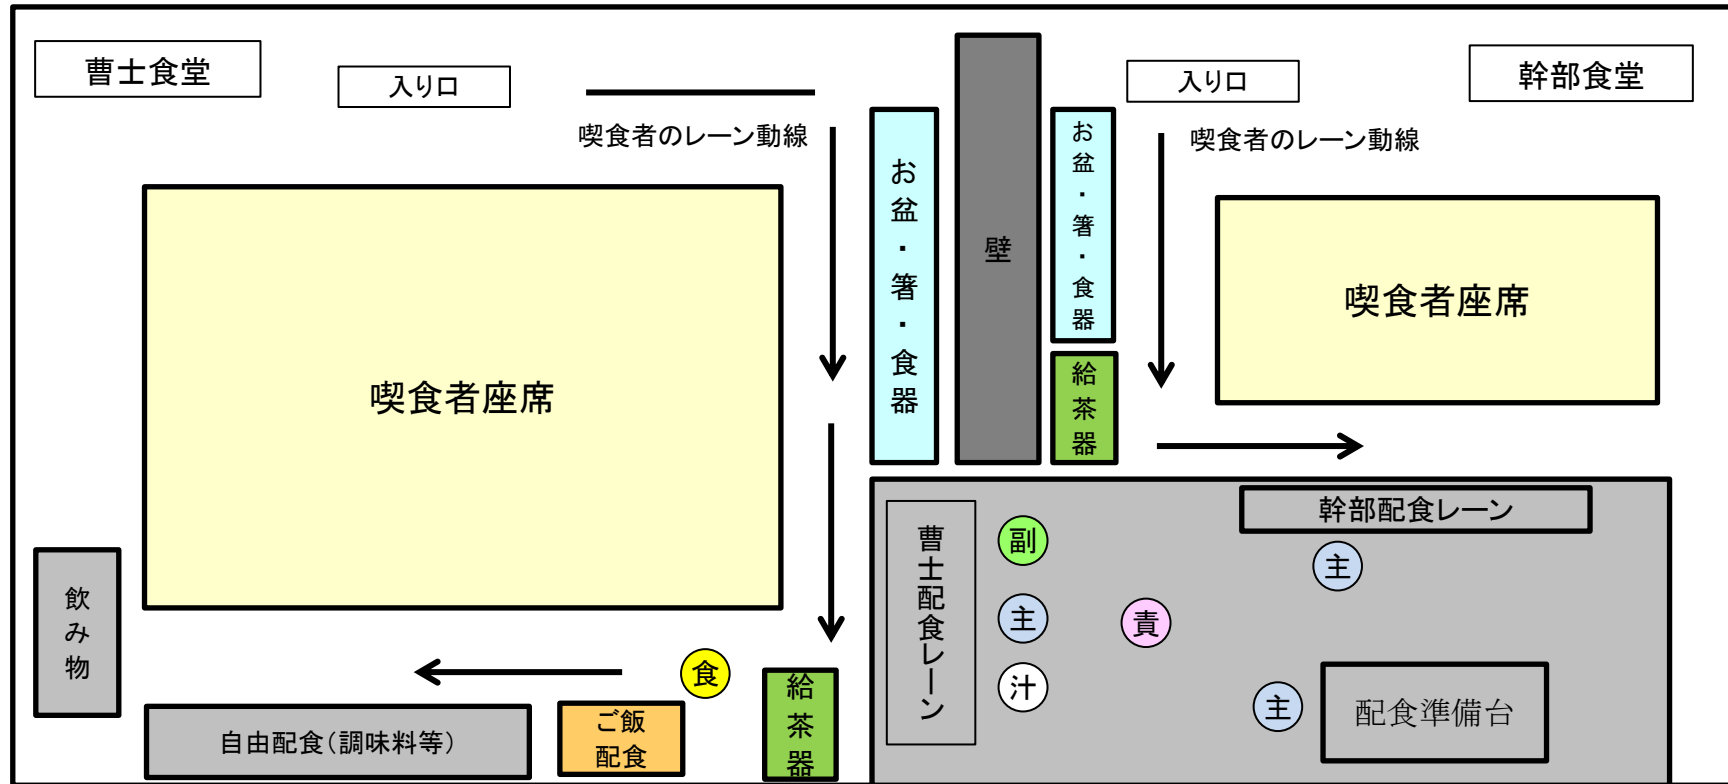 曹士食堂
入り口
喫食者のレーン動線
お盆・箸・食器
壁
お盆・箸・食器
給茶器
入り口
喫食者のレーン動線
幹部食堂
喫食者座席
喫食者座席
飲み物
自由配食（調味料等）
食
ご飯
配食
給茶器
曹士配食レーン
副
主
汁
責
幹部配食レーン
主
主
配食準備台